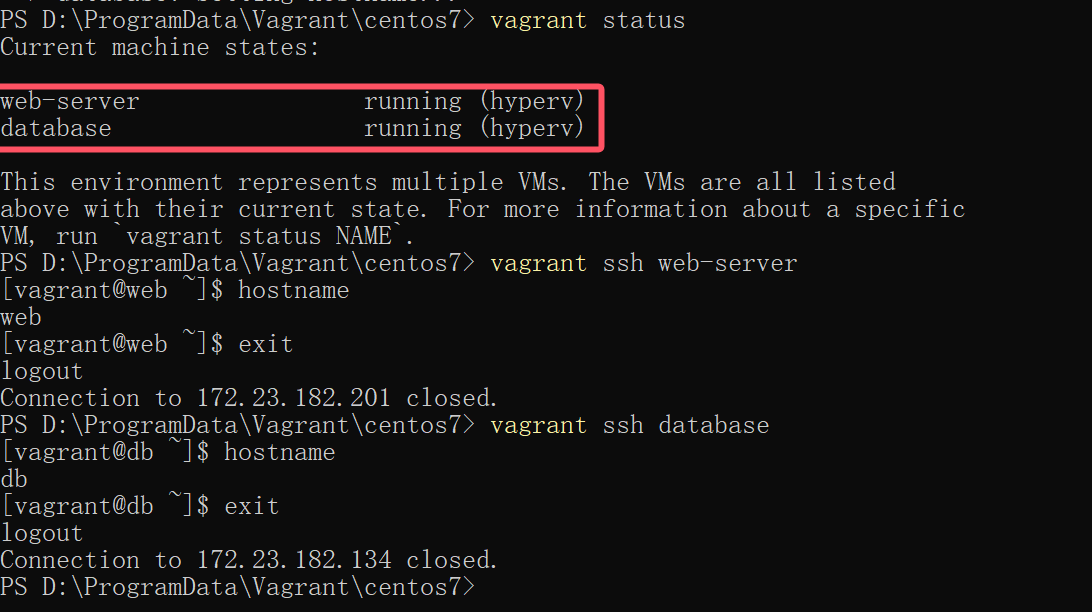 PS D:\ProgramData\Vagrant\centos7> vagrant status
Current machine states:
web-server                running (hyperv)
database                  running (hyperv)
This environment represents multiple VMs. The VMs are all listed
above with their current state. For more information about a specific
VM, run `vagrant status NAME`.
PS D:\ProgramData\Vagrant\centos7> vagrant ssh web-server
[vagrant@web ~]$ hostname
web
[vagrant@web ~]$ exit
logout
Connection to 172.23.182.201 closed.
PS D:\ProgramData\Vagrant\centos7> vagrant ssh database
[vagrant@db ~]$ hostname
db
[vagrant@db ~]$ exit
logout
Connection to 172.23.182.134 closed.
PS D:\ProgramData\Vagrant\centos7>